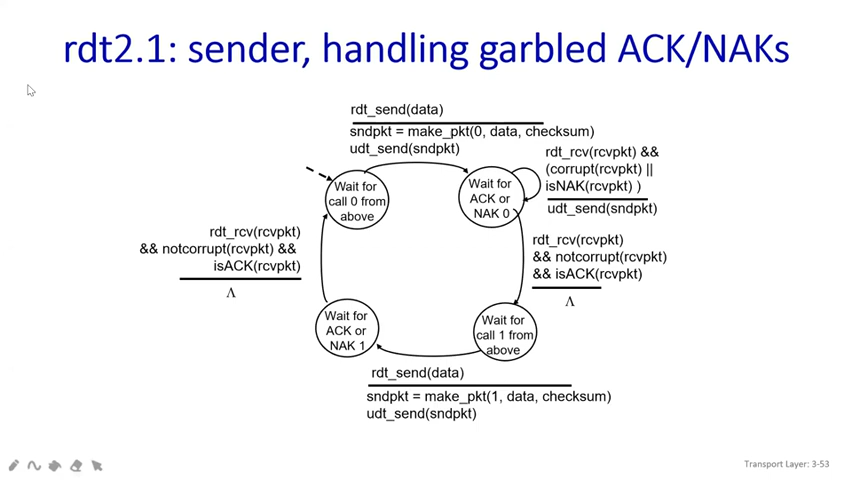 rdt2.1: sender, handling garbled ACK/NAKs
rdt_send(data)
sndpkt = make_pkt(0, data, checksum)
udt_send(sndpkt)
Wait for
call 0 from
above
Wait for
ACK or
NAK 0
rdt_rcv(rcvpkt) &&
(corrupt(rcvpkt) ||
isNAK(rcvpkt) )
udt_send(sndpkt)
rdt_rcv(rcvpkt)
&& notcorrupt(rcvpkt) &&
isACK(rcvpkt)
Λ
rdt_rcv(rcvpkt)
&& notcorrupt(rcvpkt)
&& isACK(rcvpkt)
Λ
Wait for
ACK or
NAK 1
Wait for
call 1 from
above
rdt_send(data)
sndpkt = make_pkt(1, data, checksum)
udt_send(sndpkt)
Transport Layer: 3-53